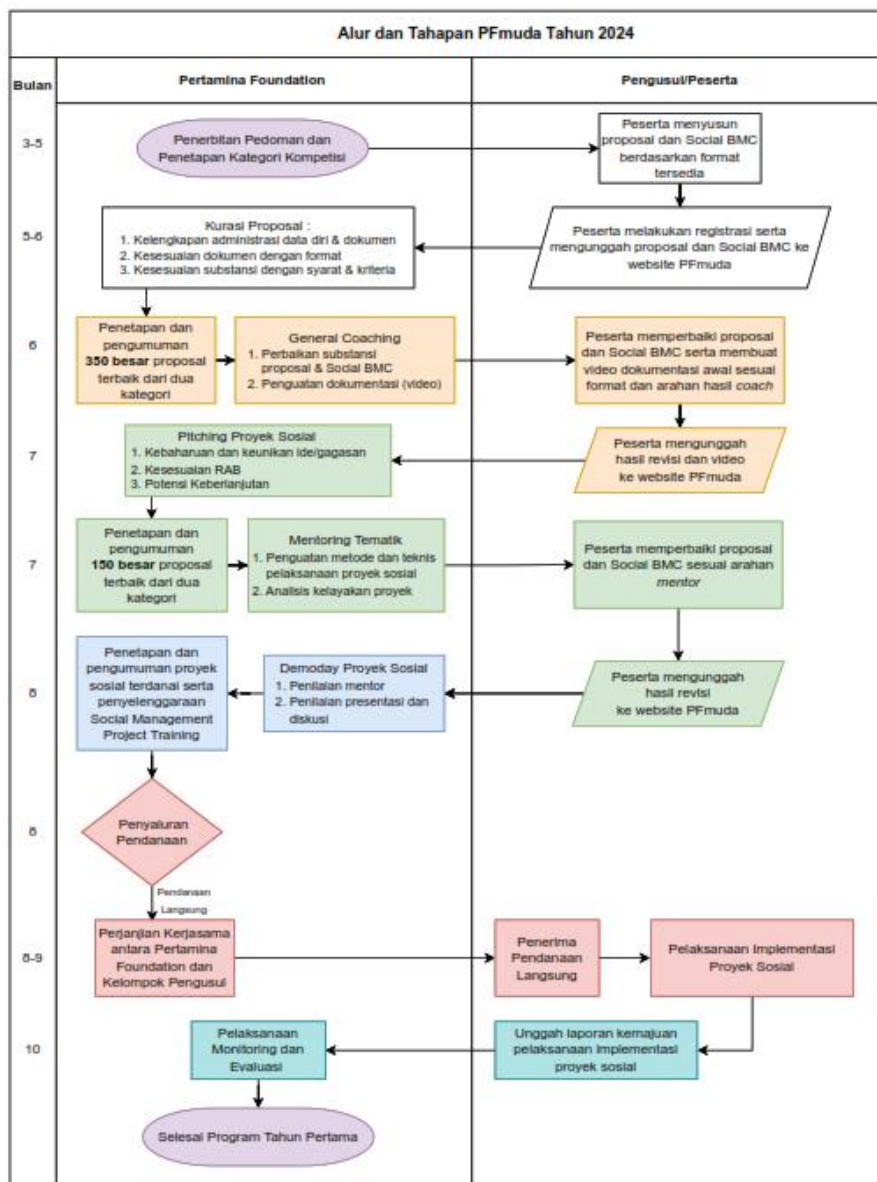 Alur dan Tahapan PFmuda Tahun 2024
Bulan
Pertamina Foundation
Pengusul/Peserta
3-5
Penerbitan Pedoman dan
Penetapan Kategori Kompetisi
Peserta menyusun
proposal dan Social BMC
berdasarkan format
tersedia
5-6
Kurasi Proposal :
1. Kelengkapan administrasi data diri & dokumen
2. Kesesuaian dokumen dengan format
3. Kesesuaian substansi dengan syarat & kriteria
Peserta melakukan registrasi serta
mengunggah proposal dan Social BMC ke
website PFmuda
6
Penetapan dan
pengumuman
350 besar proposal
terbaik dari dua
kategori
General Coaching
1. Perbaikan substansi
proposal & Social BMC
2. Penguatan dokumentasi (video)
Peserta memperbaiki proposal
dan Social BMC serta membuat
video dokumentasi awal sesuai
format dan arahan hasil coach
7
Pitching Proyek Sosial
1. Kebaharuan dan keunikan ide/gagasan
2. Kesesuaian RAB
3. Potensi Keberlanjutan
Peserta mengunggah
hasil revisi dan video
ke website PFmuda
7
Penetapan dan
pengumuman
150 besar proposal
terbaik dari dua
kategori
Mentoring Tematik
1. Penguatan metode dan teknis
pelaksanaan proyek sosial
2. Analisis kelayakan proyek
Peserta memperbaiki proposal
dan Social BMC sesuai arahan
mentor
8
Penetapan dan
pengumuman proyek
sosial terdanai serta
penyelenggaraan
Social Management
Project Training
Demoday Proyek Sosial
1. Penilaian mentor
2. Penilaian presentasi dan
diskusi
Peserta mengunggah
hasil revisi
ke website PFmuda
8
Penyaluran
Pendanaan
Pendanaan
Langsung
8-9
Perjanjian Kerjasama
antara Pertamina
Foundation dan
Kelompok Pengusul
Penerima
Pendanaan
Langsung
Pelaksanaan Implementasi
Proyek Sosial
10
Pelaksanaan
Monitoring dan
Evaluasi
Unggah laporan kemajuan
pelaksanaan implementasi
proyek sosial
Selesai Program Tahun Pertama